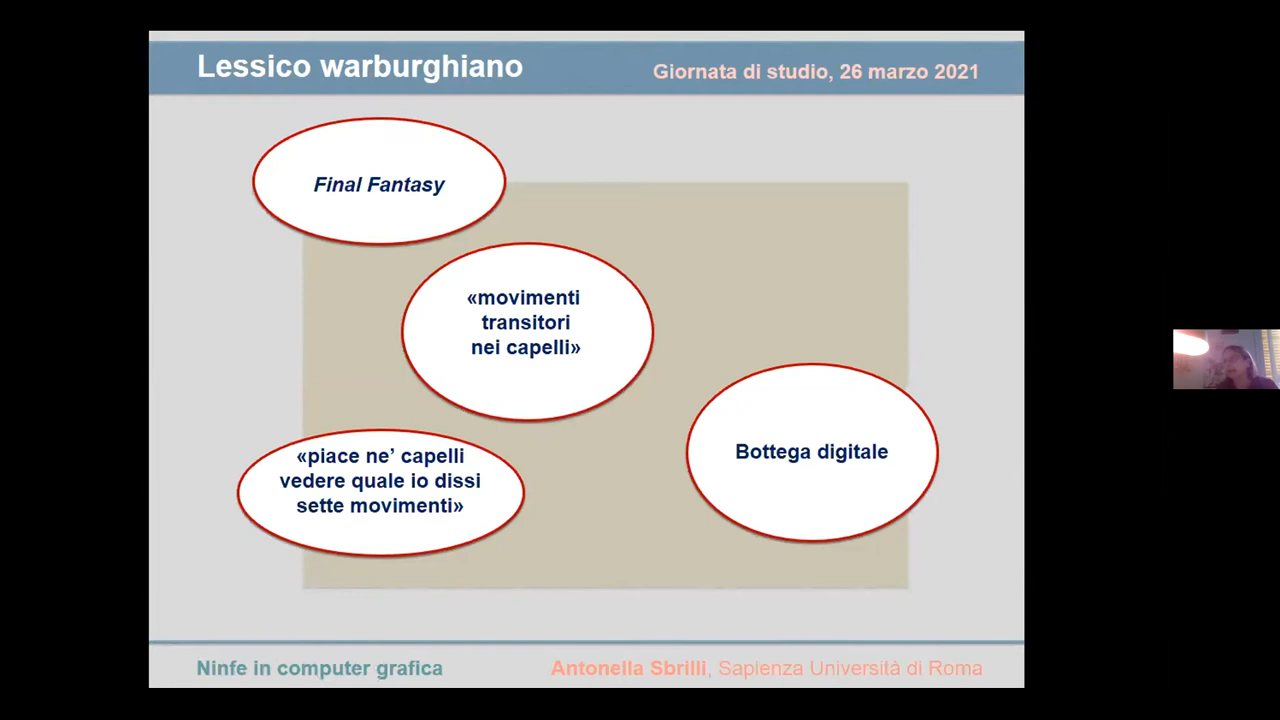 Lessico warburghiano
Giornata di studio, 26 marzo 2021
Final Fantasy
«movimenti
transitori
nei capelli»
«piace ne’ capelli
vedere quale io dissi
sette movimenti»
Bottega digitale
Ninfe in computer grafica
Antonella Sbrilli, Sapienza Università di Roma